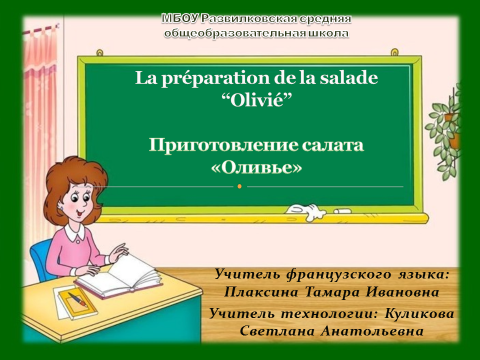 МБОУ Развилковская средняя
общеобразовательная школа
La préparation de la salade
“Olivié”
Приготовление салата
«Оливье»
Учитель французского языка:
Плаксина Тамара Ивановна
Учитель технологии: Куликова
Светлана Анатольевна